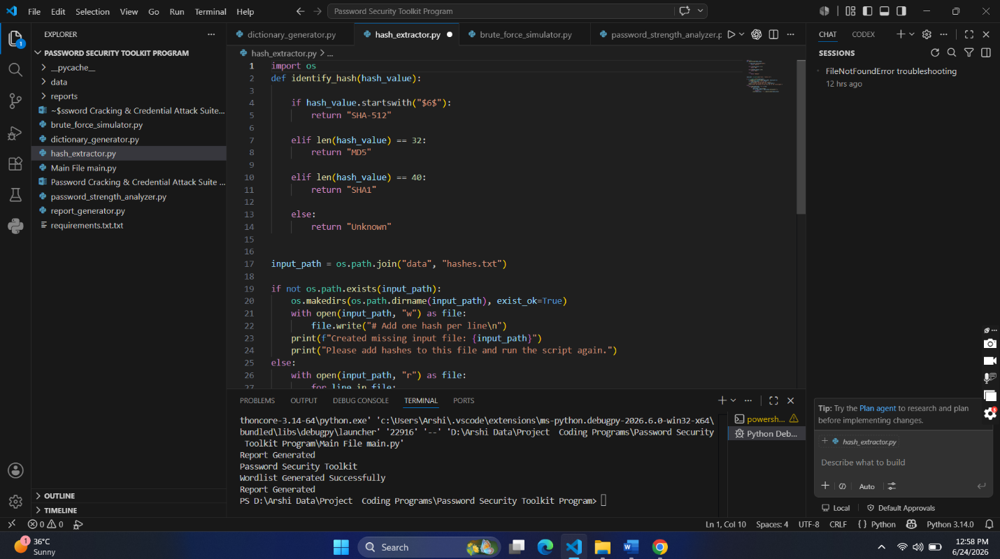 File Edit Selection View Go Run Terminal Help
Password Security Toolkit Program
EXPLORER
PASSWORD SECURITY TOOLKIT PROGRAM
__pycache__
data
reports
~$ssword Cracking & Credential Attack Suite...
brute_force_simulator.py
dictionary_generator.py
hash_extractor.py
Main File main.py
Password Cracking & Credential Attack Suite ...
password_strength_analyzer.py
report_generator.py
requirements.txt.txt
OUTLINE
TIMELINE
1
dictionary_generator.py hash_extractor.py brute_force_simulator.py password_strength_analyzer.p
hash_extractor.py > ...
1 import os
2 def identify_hash(hash_value):
3
4 if hash_value.startswith("$6$"):
5 return "SHA-512"
6
7 elif len(hash_value) == 32:
8 return "MD5"
9
10 elif len(hash_value) == 40:
11 return "SHA1"
12
13 else:
14 return "Unknown"
15
16
17 input_path = os.path.join("data", "hashes.txt")
18
19 if not os.path.exists(input_path):
20 os.makedirs(os.path.dirname(input_path), exist_ok=True)
21 with open(input_path, "w") as file:
22 file.write("# Add one hash per line\n")
23 print(f"Created missing input file: {input_path}")
24 print("Please add hashes to this file and run the script again.")
25 else:
26 with open(input_path, "r") as file:
27 for line in file:
PROBLEMS OUTPUT DEBUG CONSOLE TERMINAL PORTS
thoncore-3.14-64\python.exe' 'c:\Users\Arshi\.vscode\extensions\ms-python.debugpy-2026.6.0-win32-x64\
bundled\libs\debugpy\launcher' '22916' '--' 'D:\Arshi Data\Project  Coding Programs\Password Security
Toolkit Program\Main File main.py'
Report Generated
Password Security Toolkit
Wordlist Generated Successfully
Report Generated
PS D:\Arshi Data\Project  Coding Programs\Password Security Toolkit Program>
powersh...
Python Deb...
CHAT CODEX
SESSIONS
FileNotFoundError troubleshooting
12 hrs ago
Tip: Try the Plan agent to research and plan
before implementing changes.
hash_extractor.py
Describe what to build
Auto
Local Default Approvals
0 0
Ln 1, Col 10 Spaces: 4 UTF-8 CRLF {} Python Python 3.14.0
1
36°C
Sunny
Search
12:58 PM
6/24/2026